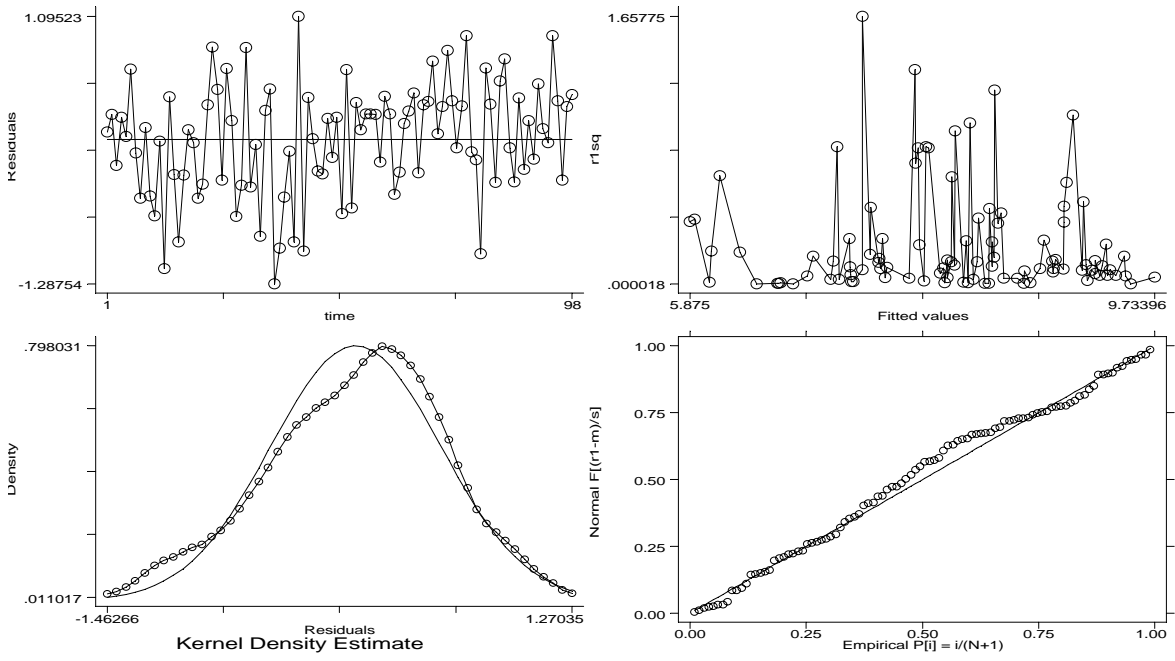 1.09523
Residuals
-1.28754
1
98
time
1.65775
r1sq
.000018
5.875
9.73396
Fitted values
.798031
Density
.011017
-1.46266
1.27035
Residuals
Kernel Density Estimate
1.00
0.75
0.50
0.25
0.00
Normal F[(r1-m)/s]
0.00
0.25
0.50
0.75
1.00
Empirical P[i] = i/(N+1)